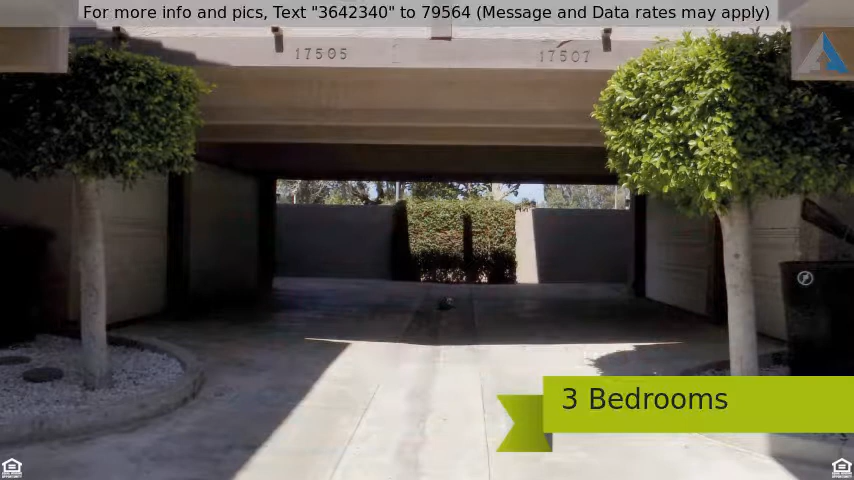 For more info and pics, Text "3642340" to 79564 (Message and Data rates may apply)
17505 17507
3 Bedrooms